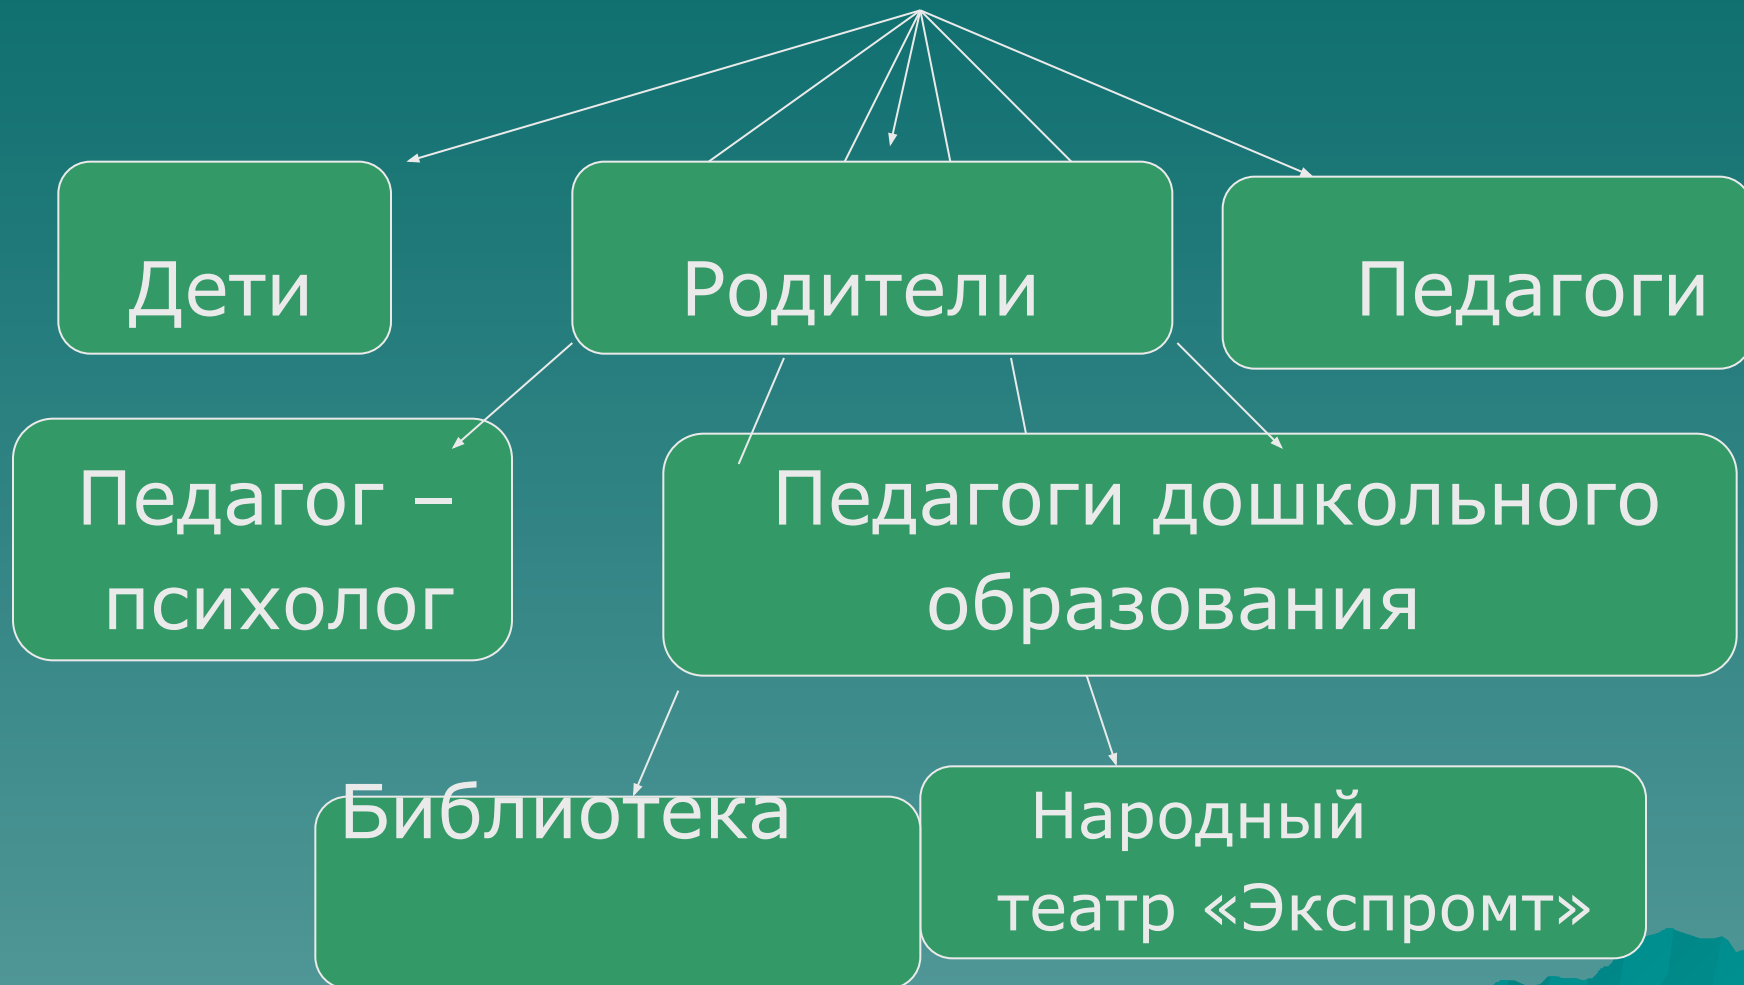 Дети
Родители
Педагоги
Педагог –
психолог
Педагоги дошкольного
образования
Библиотека
Народный
театр «Экспромт»